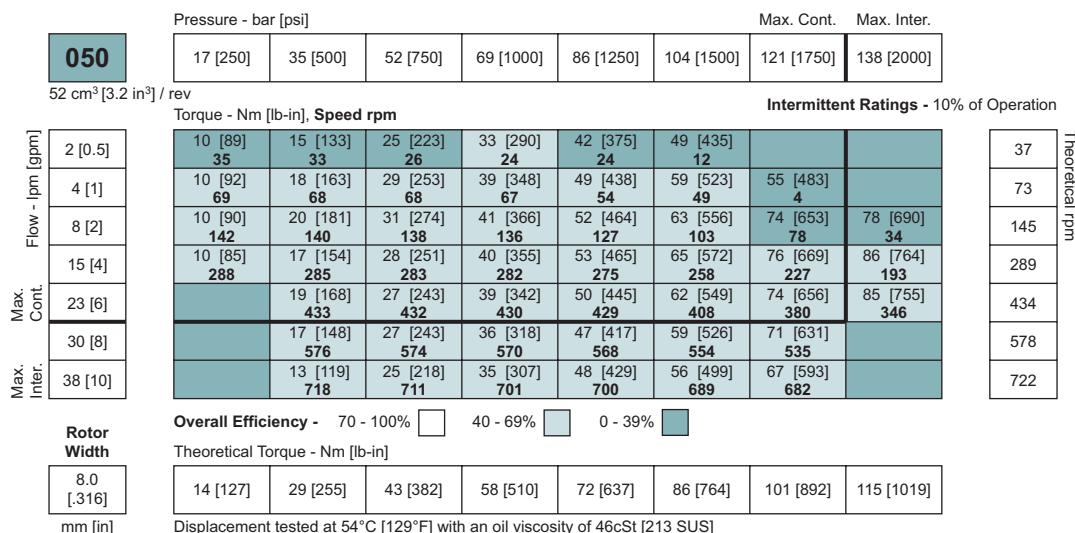 Pressure - bar [psi] Max. Cont. Max. Inter.
050 17 [250] 35 [500] 52 [750] 69 [1000] 86 [1250] 104 [1500] 121 [1750] 138 [2000]
52 cm³ [3.2 in³] / rev
Intermittent Ratings - 10% of Operation
Torque - Nm [lb-in], Speed rpm
Flow - lpm [gpm]
Max. Cont.
Max. Inter.
Theoretical rpm
2 [0.5] 10 [89] 15 [133] 25 [223] 33 [290] 42 [375] 49 [435] 37
35 33 26 24 24 12
4 [1] 10 [92] 18 [163] 29 [253] 39 [348] 49 [438] 59 [523] 55 [483] 73
69 68 68 67 54 49 4
8 [2] 10 [90] 20 [181] 31 [274] 41 [366] 52 [464] 63 [556] 74 [653] 78 [690] 145
142 140 138 136 127 103 78 34
15 [4] 10 [85] 17 [154] 28 [251] 40 [355] 53 [465] 65 [572] 76 [669] 86 [764] 289
288 285 283 282 275 258 227 193
23 [6] 19 [168] 27 [243] 39 [342] 50 [445] 62 [549] 74 [656] 85 [755] 434
433 432 430 429 408 380 346
30 [8] 17 [148] 27 [243] 36 [318] 47 [417] 59 [526] 71 [631] 578
576 574 570 568 554 535
38 [10] 13 [119] 25 [218] 35 [307] 48 [429] 56 [499] 67 [593] 722
718 711 701 700 689 682
Overall Efficiency - 70 - 100% 40 - 69% 0 - 39%
Rotor
Width
Theoretical Torque - Nm [lb-in]
8.0
[.316]
14 [127] 29 [255] 43 [382] 58 [510] 72 [637] 86 [764] 101 [892] 115 [1019]
mm [in] Displacement tested at 54°C [129°F] with an oil viscosity of 46cSt [213 SUS]